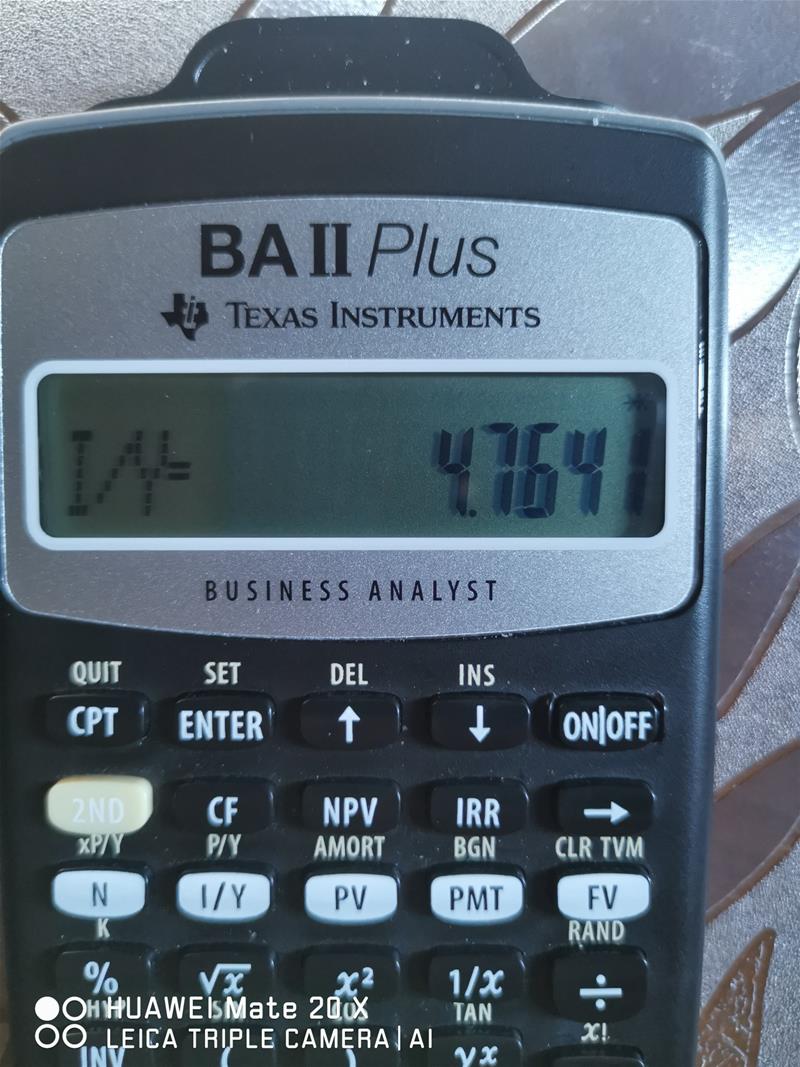 BA II Plus
TEXAS INSTRUMENTS
I/Y= 4.7641
BUSINESS ANALYST
QUIT SET DEL INS
CPT ENTER ↑ ↓ ON|OFF
2ND CF NPV IRR →
xP/Y P/Y AMORT BGN CLR TVM
N I/Y PV PMT FV
K RAND
% √x x² 1/x ÷
HUAWEI Mate 20 X
TAN x!
LEICA TRIPLE CAMERA | AI
INV ( ) yx